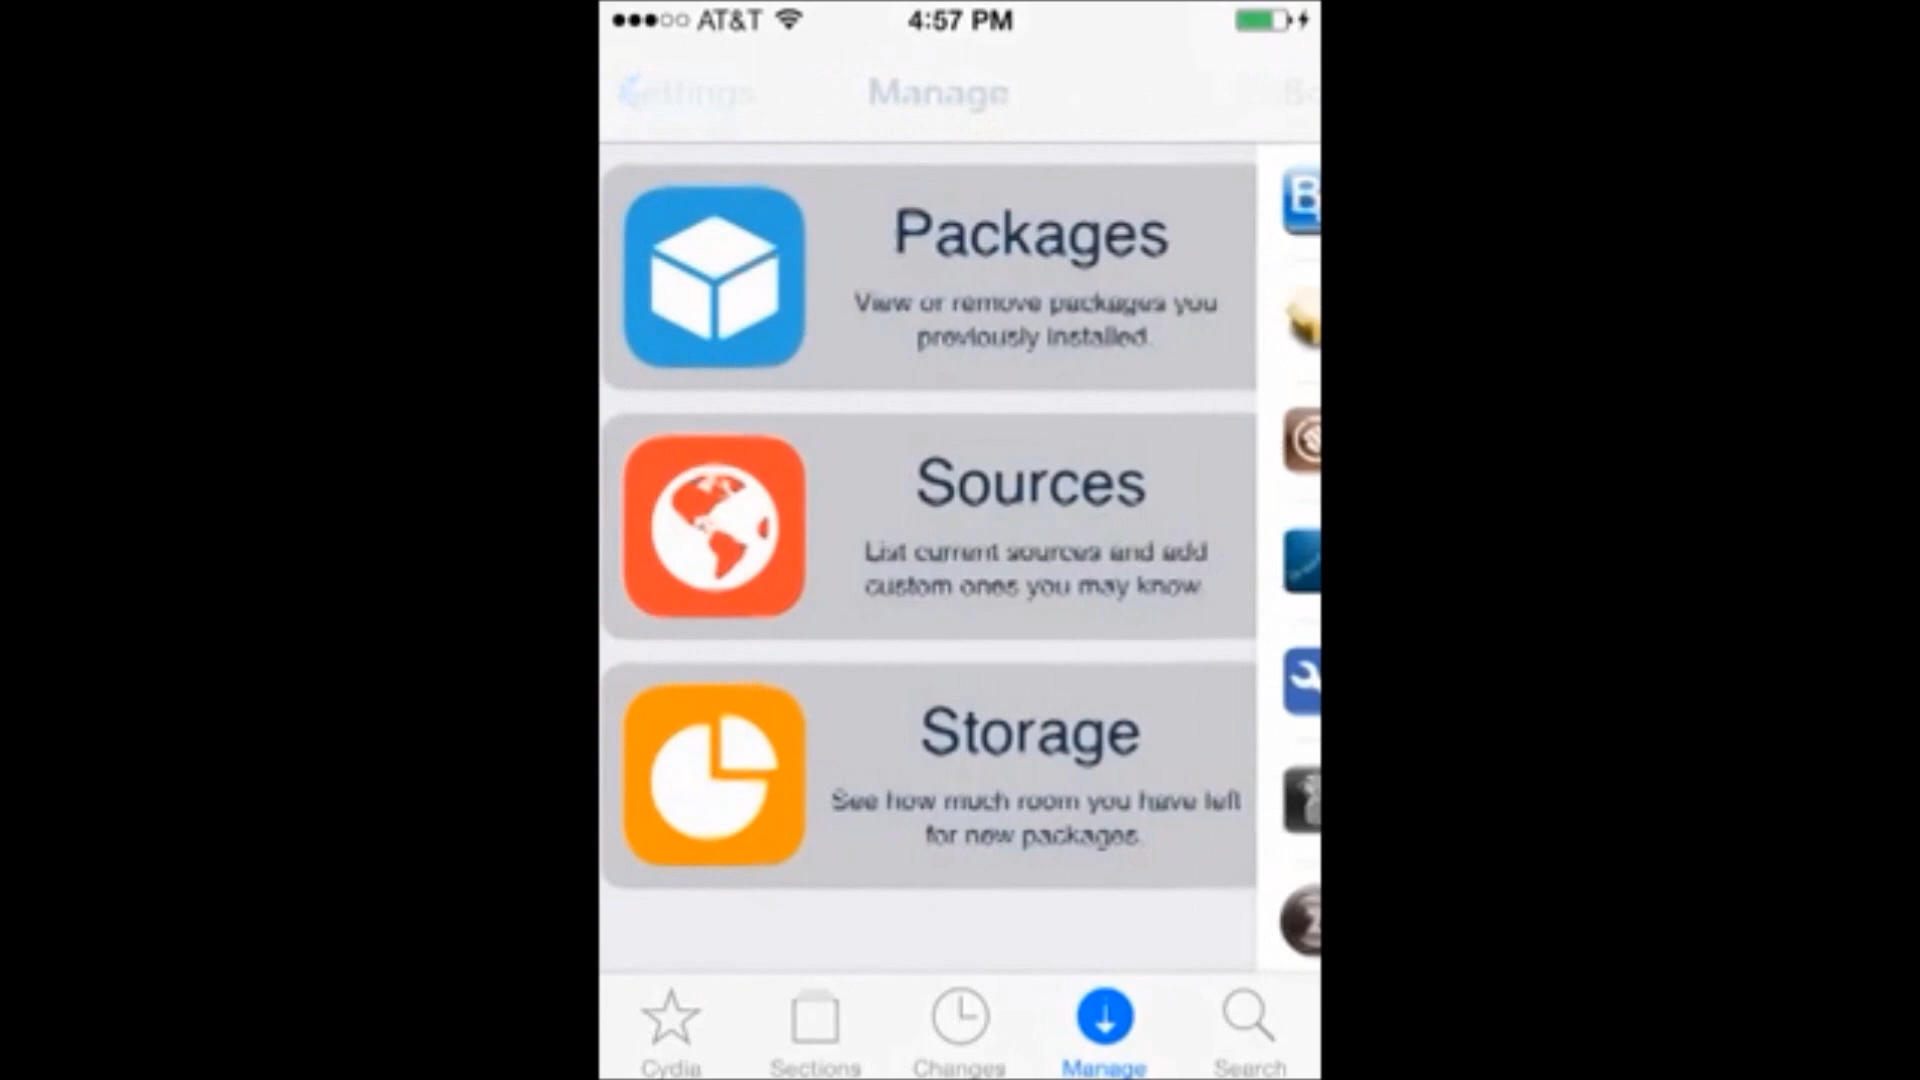 AT&T 4:57 PM
Settings Manage
Packages
View or remove packages you
previously installed.
Sources
List current sources and add
custom ones you may know.
Storage
See how much room you have left
for new packages.
Cydia Sections Changes Manage Search